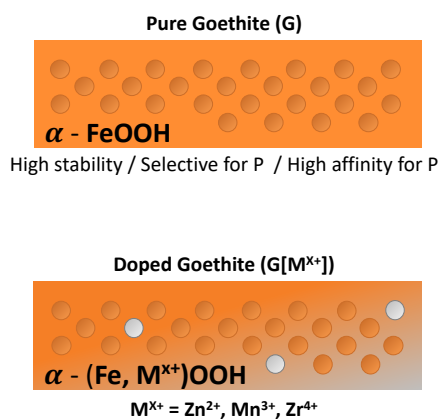 Pure Goethite (G)
𝜶 - FeOOH
High stability / Selective for P / High affinity for P
Doped Goethite (G[Mˣ⁺])
𝜶 - (Fe, Mˣ⁺)OOH
Mˣ⁺ = Zn²⁺, Mn³⁺, Zr⁴⁺